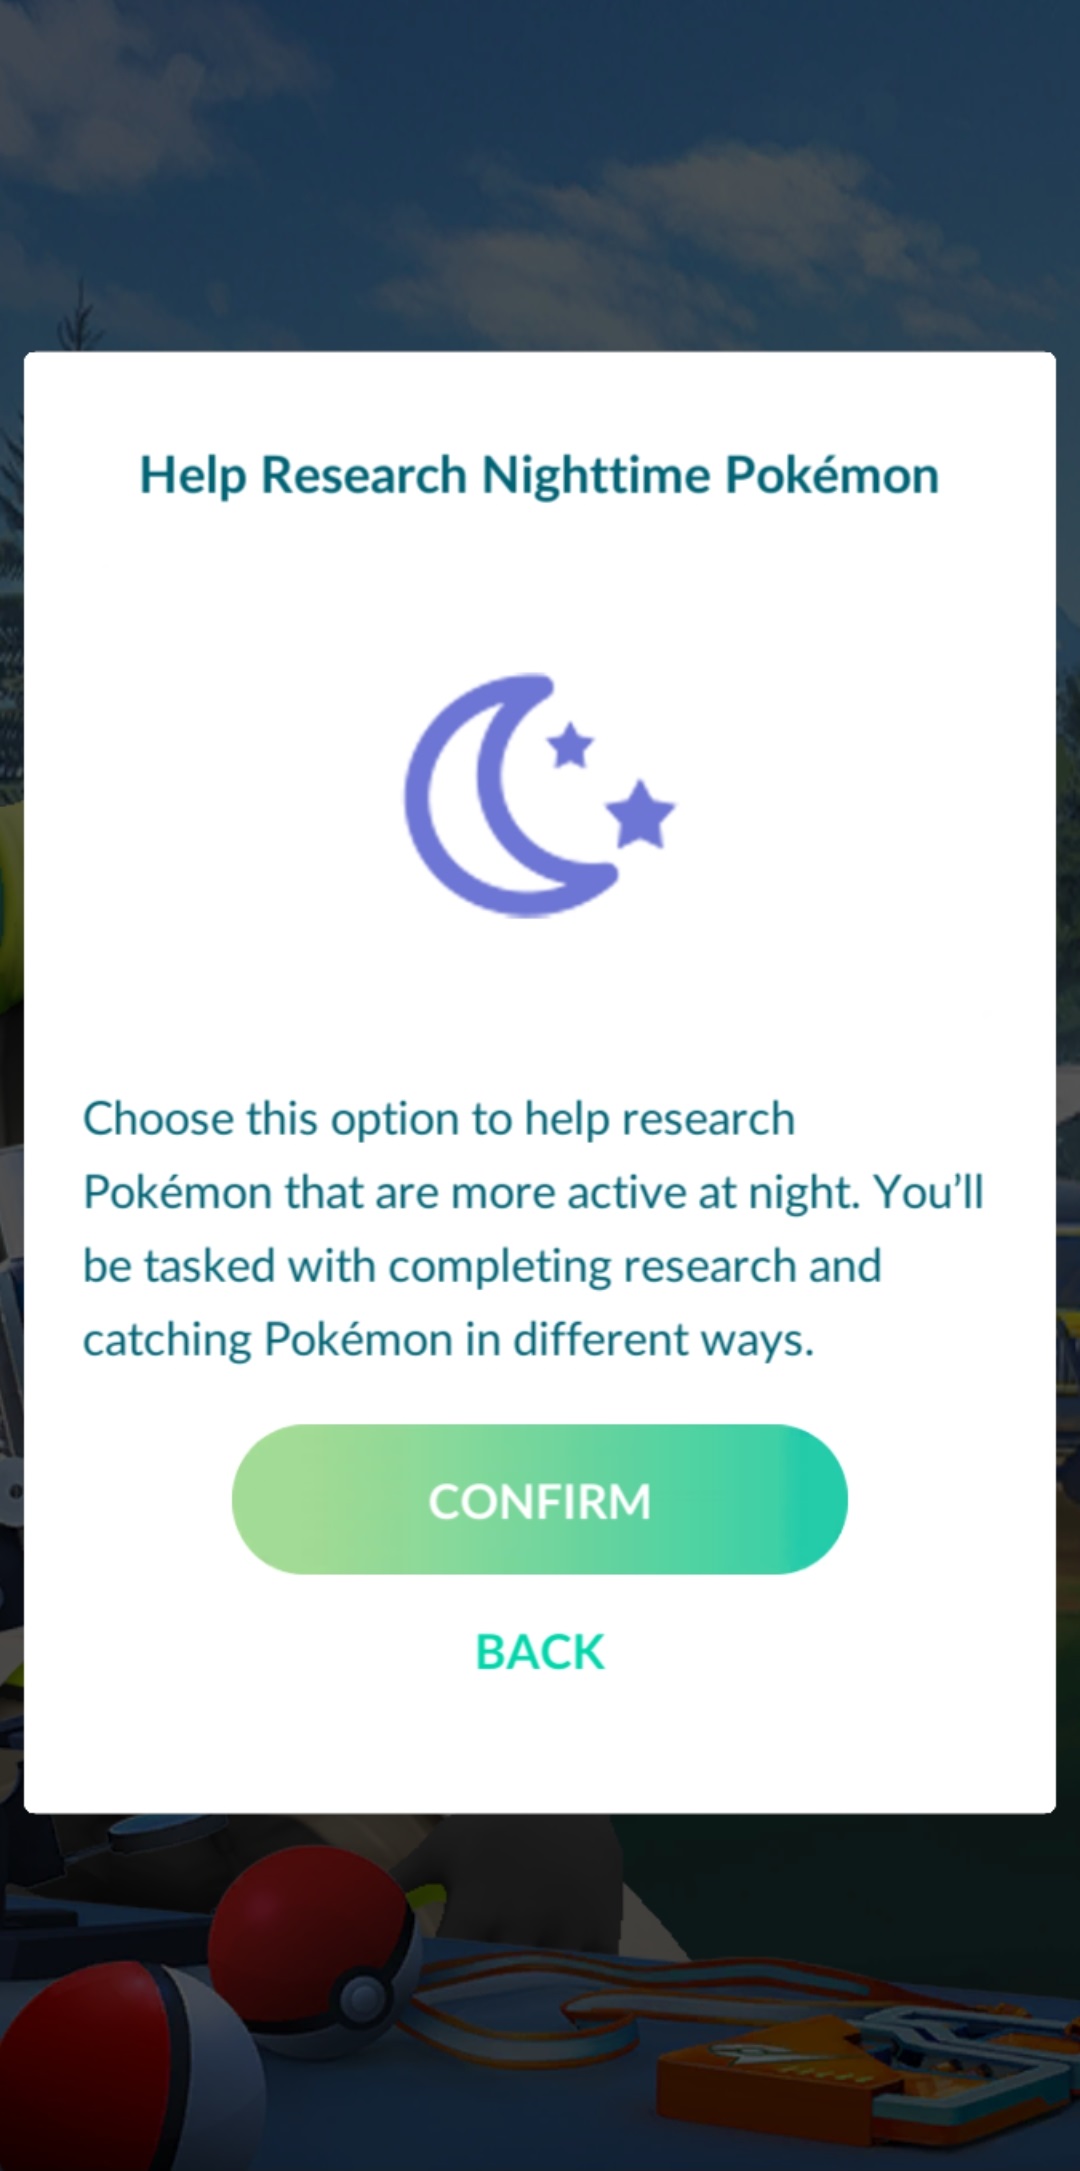 Help Research Nighttime Pokémon
Choose this option to help research
Pokémon that are more active at night. You’ll
be tasked with completing research and
catching Pokémon in different ways.
CONFIRM
BACK